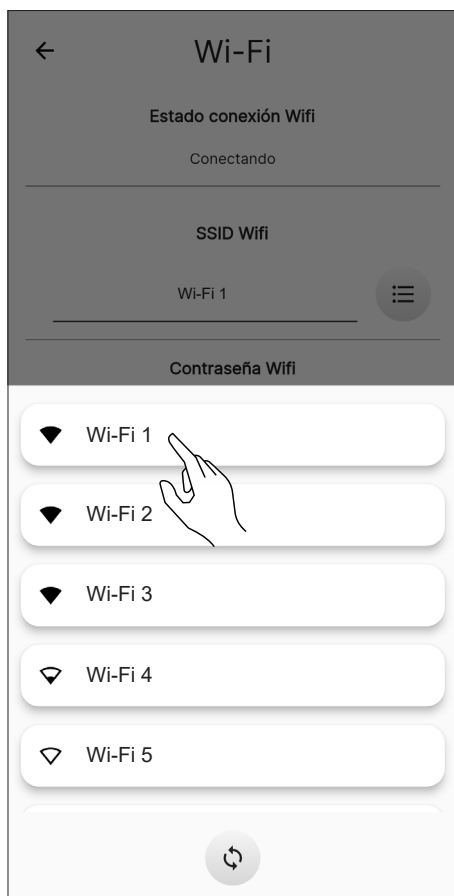 Wi-Fi
Estado conexión Wifi
Conectando
SSID Wifi
Wi-Fi 1
Contraseña Wifi
Wi-Fi 1
Wi-Fi 2
Wi-Fi 3
Wi-Fi 4
Wi-Fi 5